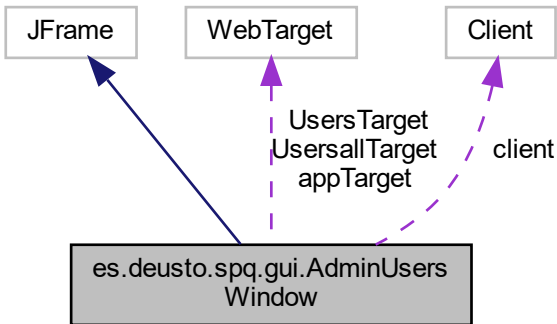 JFrame
WebTarget
Client
UsersTarget
UsersallTarget
appTarget
client
es.deusto.spq.gui.AdminUsers
Window